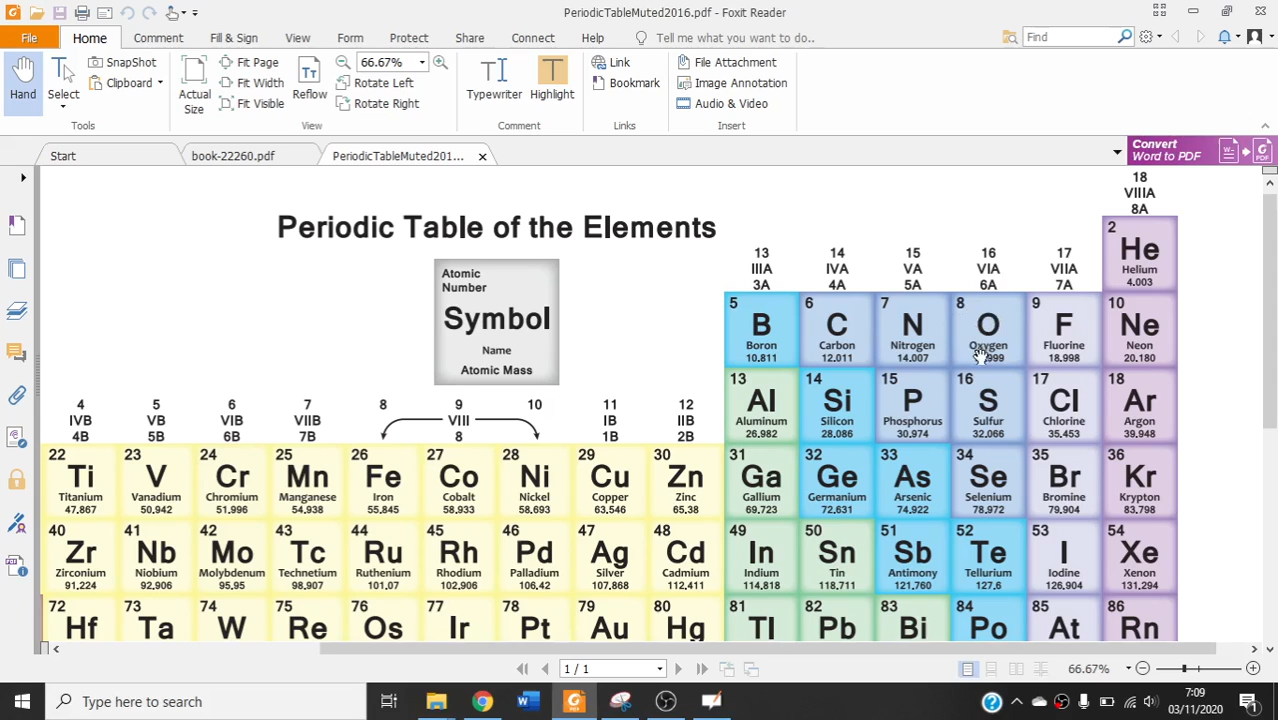 PeriodicTableMuted2016.pdf - Foxit Reader
File Home Comment Fill & Sign View Form Protect Share Connect Help Tell me what you want to do.. Find
Hand
Select
SnapShot
Clipboard
Tools
Actual Size
Fit Page
Fit Width
Fit Visible
Reflow
66.67%
Rotate Left
Rotate Right
View
Typewriter
Highlight
Comment
Link
Bookmark
Links
File Attachment
Image Annotation
Audio & Video
Insert
Start book-22260.pdf PeriodicTableMuted201...
Convert
Word to PDF
Periodic Table of the Elements
Atomic
Number
Symbol
Name
Atomic Mass
18
VIIIA
8A
13 14 15 16 17
IIIA IVA VA VIA VIIA
3A 4A 5A 6A 7A
4 5 6 7 8 9 10 11 12
IVB VB VIB VIIB VIII IB IIB
4B 5B 6B 7B 8 1B 2B
2
He
Helium
4.003
5 6 7 8 9 10
B C N O F Ne
Boron Carbon Nitrogen Oxygen Fluorine Neon
10.811 12.011 14.007 999 18.998 20.180
13 14 15 16 17 18
Al Si P S Cl Ar
Aluminum Silicon Phosphorus Sulfur Chlorine Argon
26.982 28.086 30.974 32.066 35.453 39.948
22 23 24 25 26 27 28 29 30 31 32 33 34 35 36
Ti V Cr Mn Fe Co Ni Cu Zn Ga Ge As Se Br Kr
Titanium Vanadium Chromium Manganese Iron Cobalt Nickel Copper Zinc Gallium Germanium Arsenic Selenium Bromine Krypton
47.867 50.942 51.996 54.938 55.845 58.933 58.693 63.546 65.38 69.723 72.631 74.922 78.972 79.904 83.798
40 41 42 43 44 45 46 47 48 49 50 51 52 53 54
Zr Nb Mo Tc Ru Rh Pd Ag Cd In Sn Sb Te I Xe
Zirconium Niobium Molybdenum Technetium Ruthenium Rhodium Palladium Silver Cadmium Indium Tin Antimony Tellurium Iodine Xenon
91.224 92.906 95.95 98.907 101.07 102.906 106.42 107.868 112.411 114.818 118.711 121.760 127.6 126.904 131.294
72 73 74 75 76 77 78 79 80 81 82 83 84 85 86
Hf Ta W Re Os Ir Pt Au Hg Tl Pb Bi Po At Rn
1 / 1
66.67%
Type here to search
7:09
03/11/2020
1